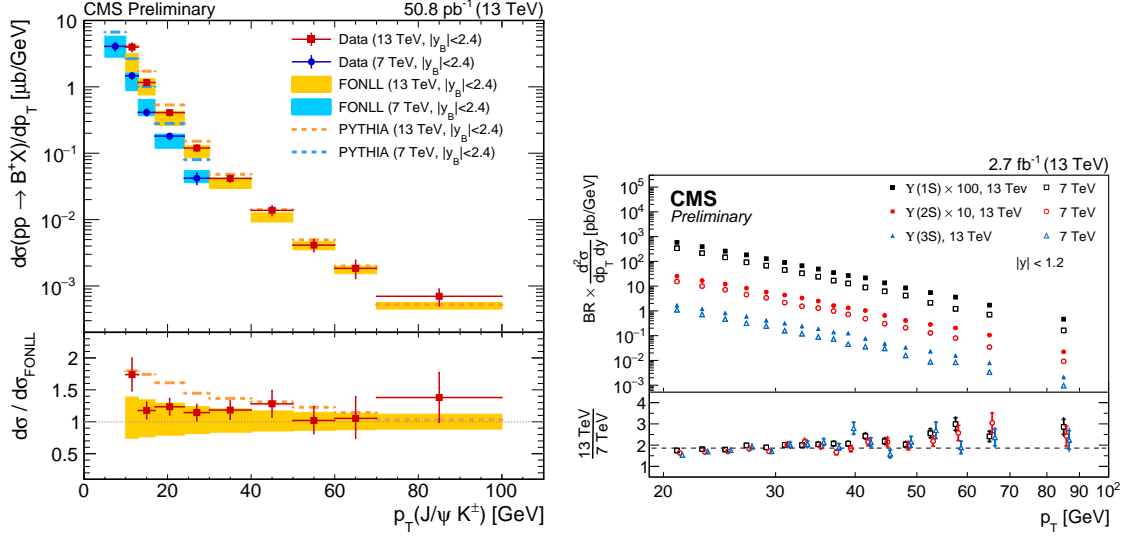 CMS Preliminary 50.8 pb⁻¹ (13 TeV)
dσ(pp → B⁺X)/dp_T [μb/GeV]
10
1
10⁻¹
10⁻²
10⁻³
Data (13 TeV, |y_B|<2.4)
Data (7 TeV, |y_B|<2.4)
FONLL (13 TeV, |y_B|<2.4)
FONLL (7 TeV, |y_B|<2.4)
PYTHIA (13 TeV, |y_B|<2.4)
PYTHIA (7 TeV, |y_B|<2.4)
dσ / dσ_FONLL
2
1.5
1
0.5
0 20 40 60 80 100
p_T(J/ψ K^±) [GeV]
2.7 fb⁻¹ (13 TeV)
CMS
Preliminary
BR × d²σ/dp_T dy [pb/GeV]
10⁵
10⁴
10³
10²
10
1
10⁻¹
10⁻²
10⁻³
ϒ(1S) × 100, 13 Tev 7 TeV
ϒ(2S) × 10, 13 TeV 7 TeV
ϒ(3S), 13 TeV 7 TeV
|y| < 1.2
13 TeV
7 TeV
4
3
2
1
20 30 40 50 60 70 80 90 10²
p_T [GeV]